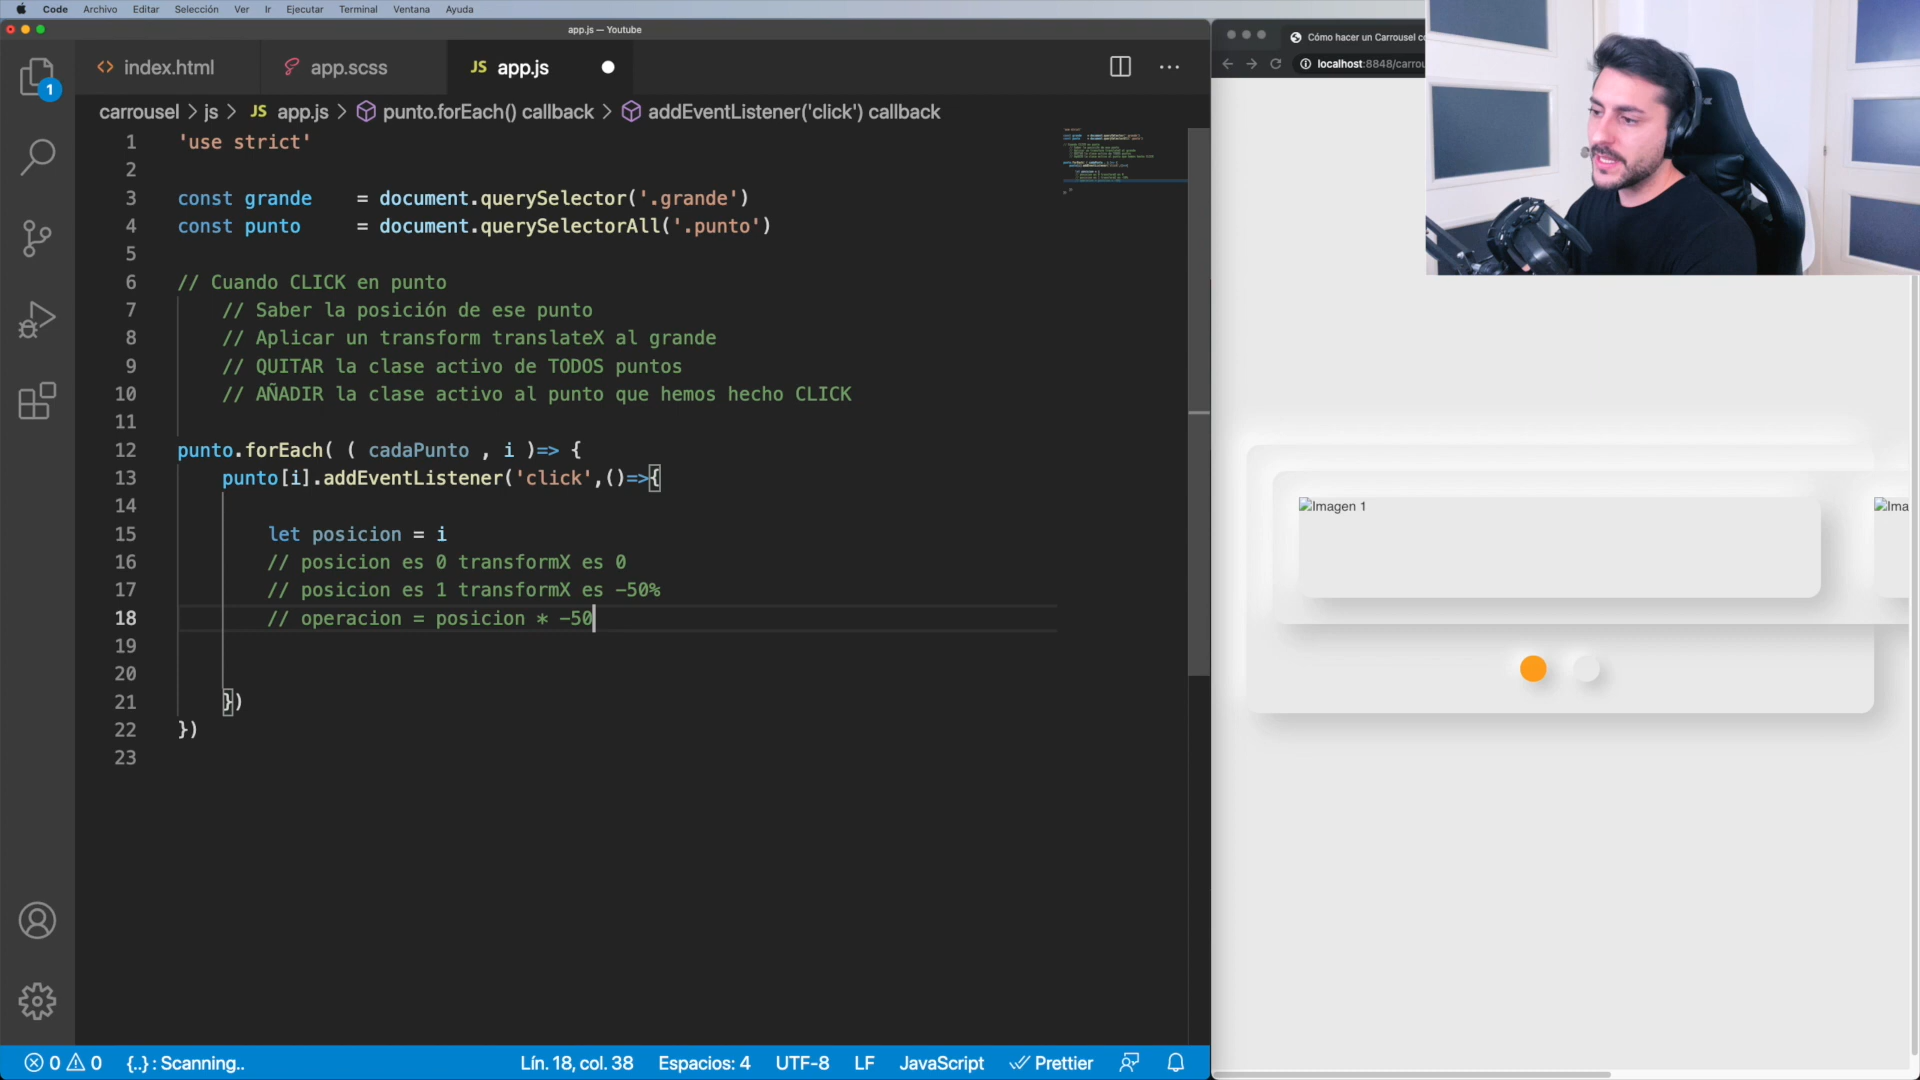 Code Archivo Editar Selección Ver Ir Ejecutar Terminal Ventana Ayuda
app.js — Youtube
index.html app.scss JS app.js
carrousel > js > JS app.js > punto.forEach() callback > addEventListener('click') callback
1 'use strict'
2
3 const grande = document.querySelector('.grande')
4 const punto = document.querySelectorAll('.punto')
5
6 // Cuando CLICK en punto
7 // Saber la posición de ese punto
8 // Aplicar un transform translateX al grande
9 // QUITAR la clase activo de TODOS puntos
10 // AÑADIR la clase activo al punto que hemos hecho CLICK
11
12 punto.forEach( ( cadaPunto , i )=> {
13 punto[i].addEventListener('click',()=>{
14
15 let posicion = i
16 // posicion es 0 transformX es 0
17 // posicion es 1 transformX es -50%
18 // operacion = posicion * -50
19
20
21 })
22 })
23
1
0 0 {..} : Scanning.. Lín. 18, col. 38 Espacios: 4 UTF-8 LF JavaScript Prettier
Cómo hacer un Carrousel co
localhost:8848/carrou
Imagen 1
Ima